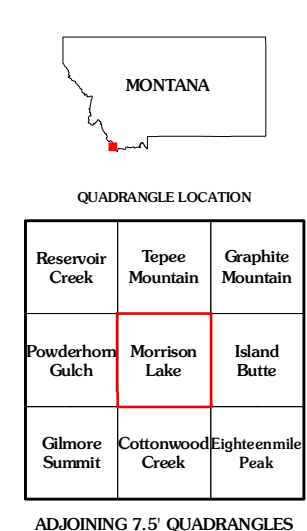 MONTANA
QUADRANGLE LOCATION
Reservoir Creek
Tepee Mountain
Graphite Mountain
Powderhorn Gulch
Morrison Lake
Island Butte
Gilmore Summit
Cottonwood Creek
Eighteenmile Peak
ADJOINING 7.5' QUADRANGLES